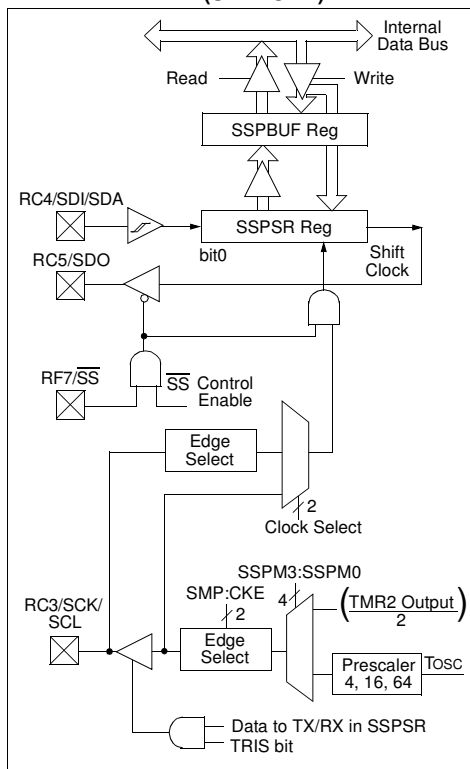 Internal
Data Bus
Read
Write
SSPBUF Reg
RC4/SDI/SDA
SSPSR Reg
bit0
Shift
Clock
RC5/SDO
RF7/SS
SS Control
Enable
Edge
Select
2
Clock Select
SSPM3:SSPM0
SMP:CKE
4
(TMR2 Output)
2
RC3/SCK/
SCL
2
Edge
Select
Prescaler
4, 16, 64
TOSC
Data to TX/RX in SSPSR
TRIS bit